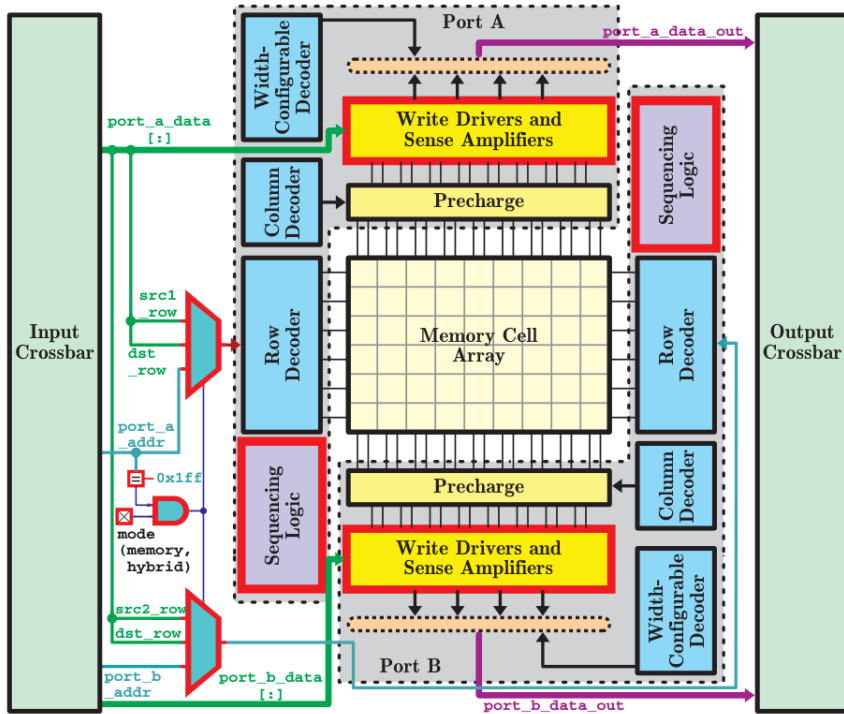 Port A
port_a_data_out
Width-
Configurable
Decoder
Write Drivers and
Sense Amplifiers
port_a_data
[:]
Sequencing
Logic
Column Decoder
Precharge
src1
_row
Input
Crossbar
dst
_row
Row
Decoder
Memory Cell
Array
Row
Decoder
Output
Crossbar
port_a
_addr
=
0x1ff
mode
(memory,
hybrid)
Sequencing
Logic
Precharge
Column
Decoder
Write Drivers and
Sense Amplifiers
src2_row
dst_row
Width-
Configurable
Decoder
port_b
_addr
port_b_data
[:]
Port B
port_b_data_out